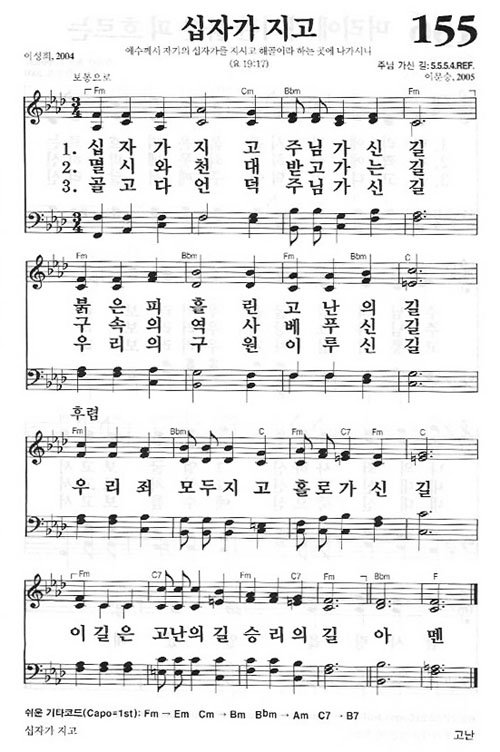 십자가 지고
155
예수께서 자기의 십자가를 지시고 해골이라 하는 곳에 나가시니
(요 19:17)
이성희, 2004
주님 가신 길: 5.5.5.4.REF.
이문승, 2005
보통으로
Fm Cm Bbm Fm
1. 십 자 가 지 고 주님 가 신 길
2. 멸 시 와 천 대 받고 가 는 길
3. 골 고 다 언 덕 주님 가 신 길
Fm Bbm Fm Bbm C
붉 은 피 흘 린 고 난 의 길
구 속 의 역 사 베 푸 신 길
우 리 의 구 원 이 루 신 길
후렴
Fm Bbm C Fm C7 Fm C
우 리 죄 모두 지 고 홀로 가 신 길
Fm C7 Fm C7 Fm Bbm F
이 길 은 고난의 길 승리의 길 아 멘
쉬운 기타코드(Capo=1st): Fm → Em Cm → Bm Bbm → Am C7 → B7
십자가 지고
고난